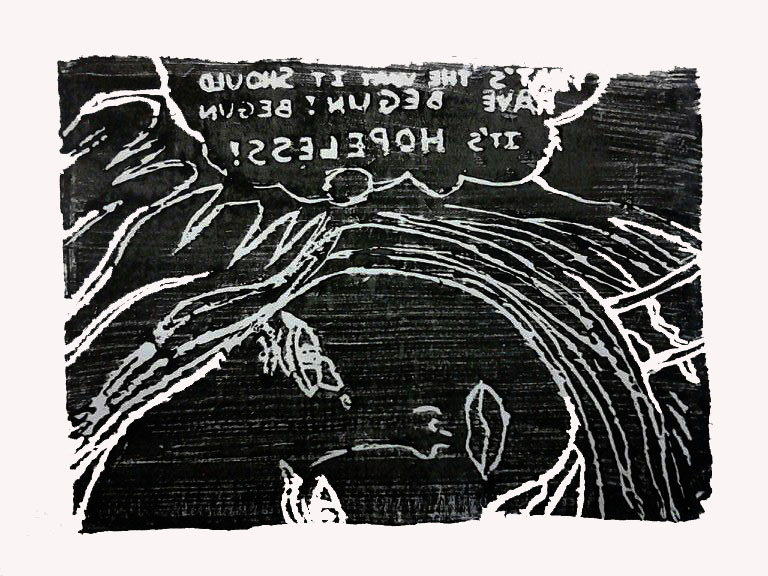 THAT'S THE WAY IT SHOULD
HAVE BEGUN! BEGUN
IT'S HOPELESS!